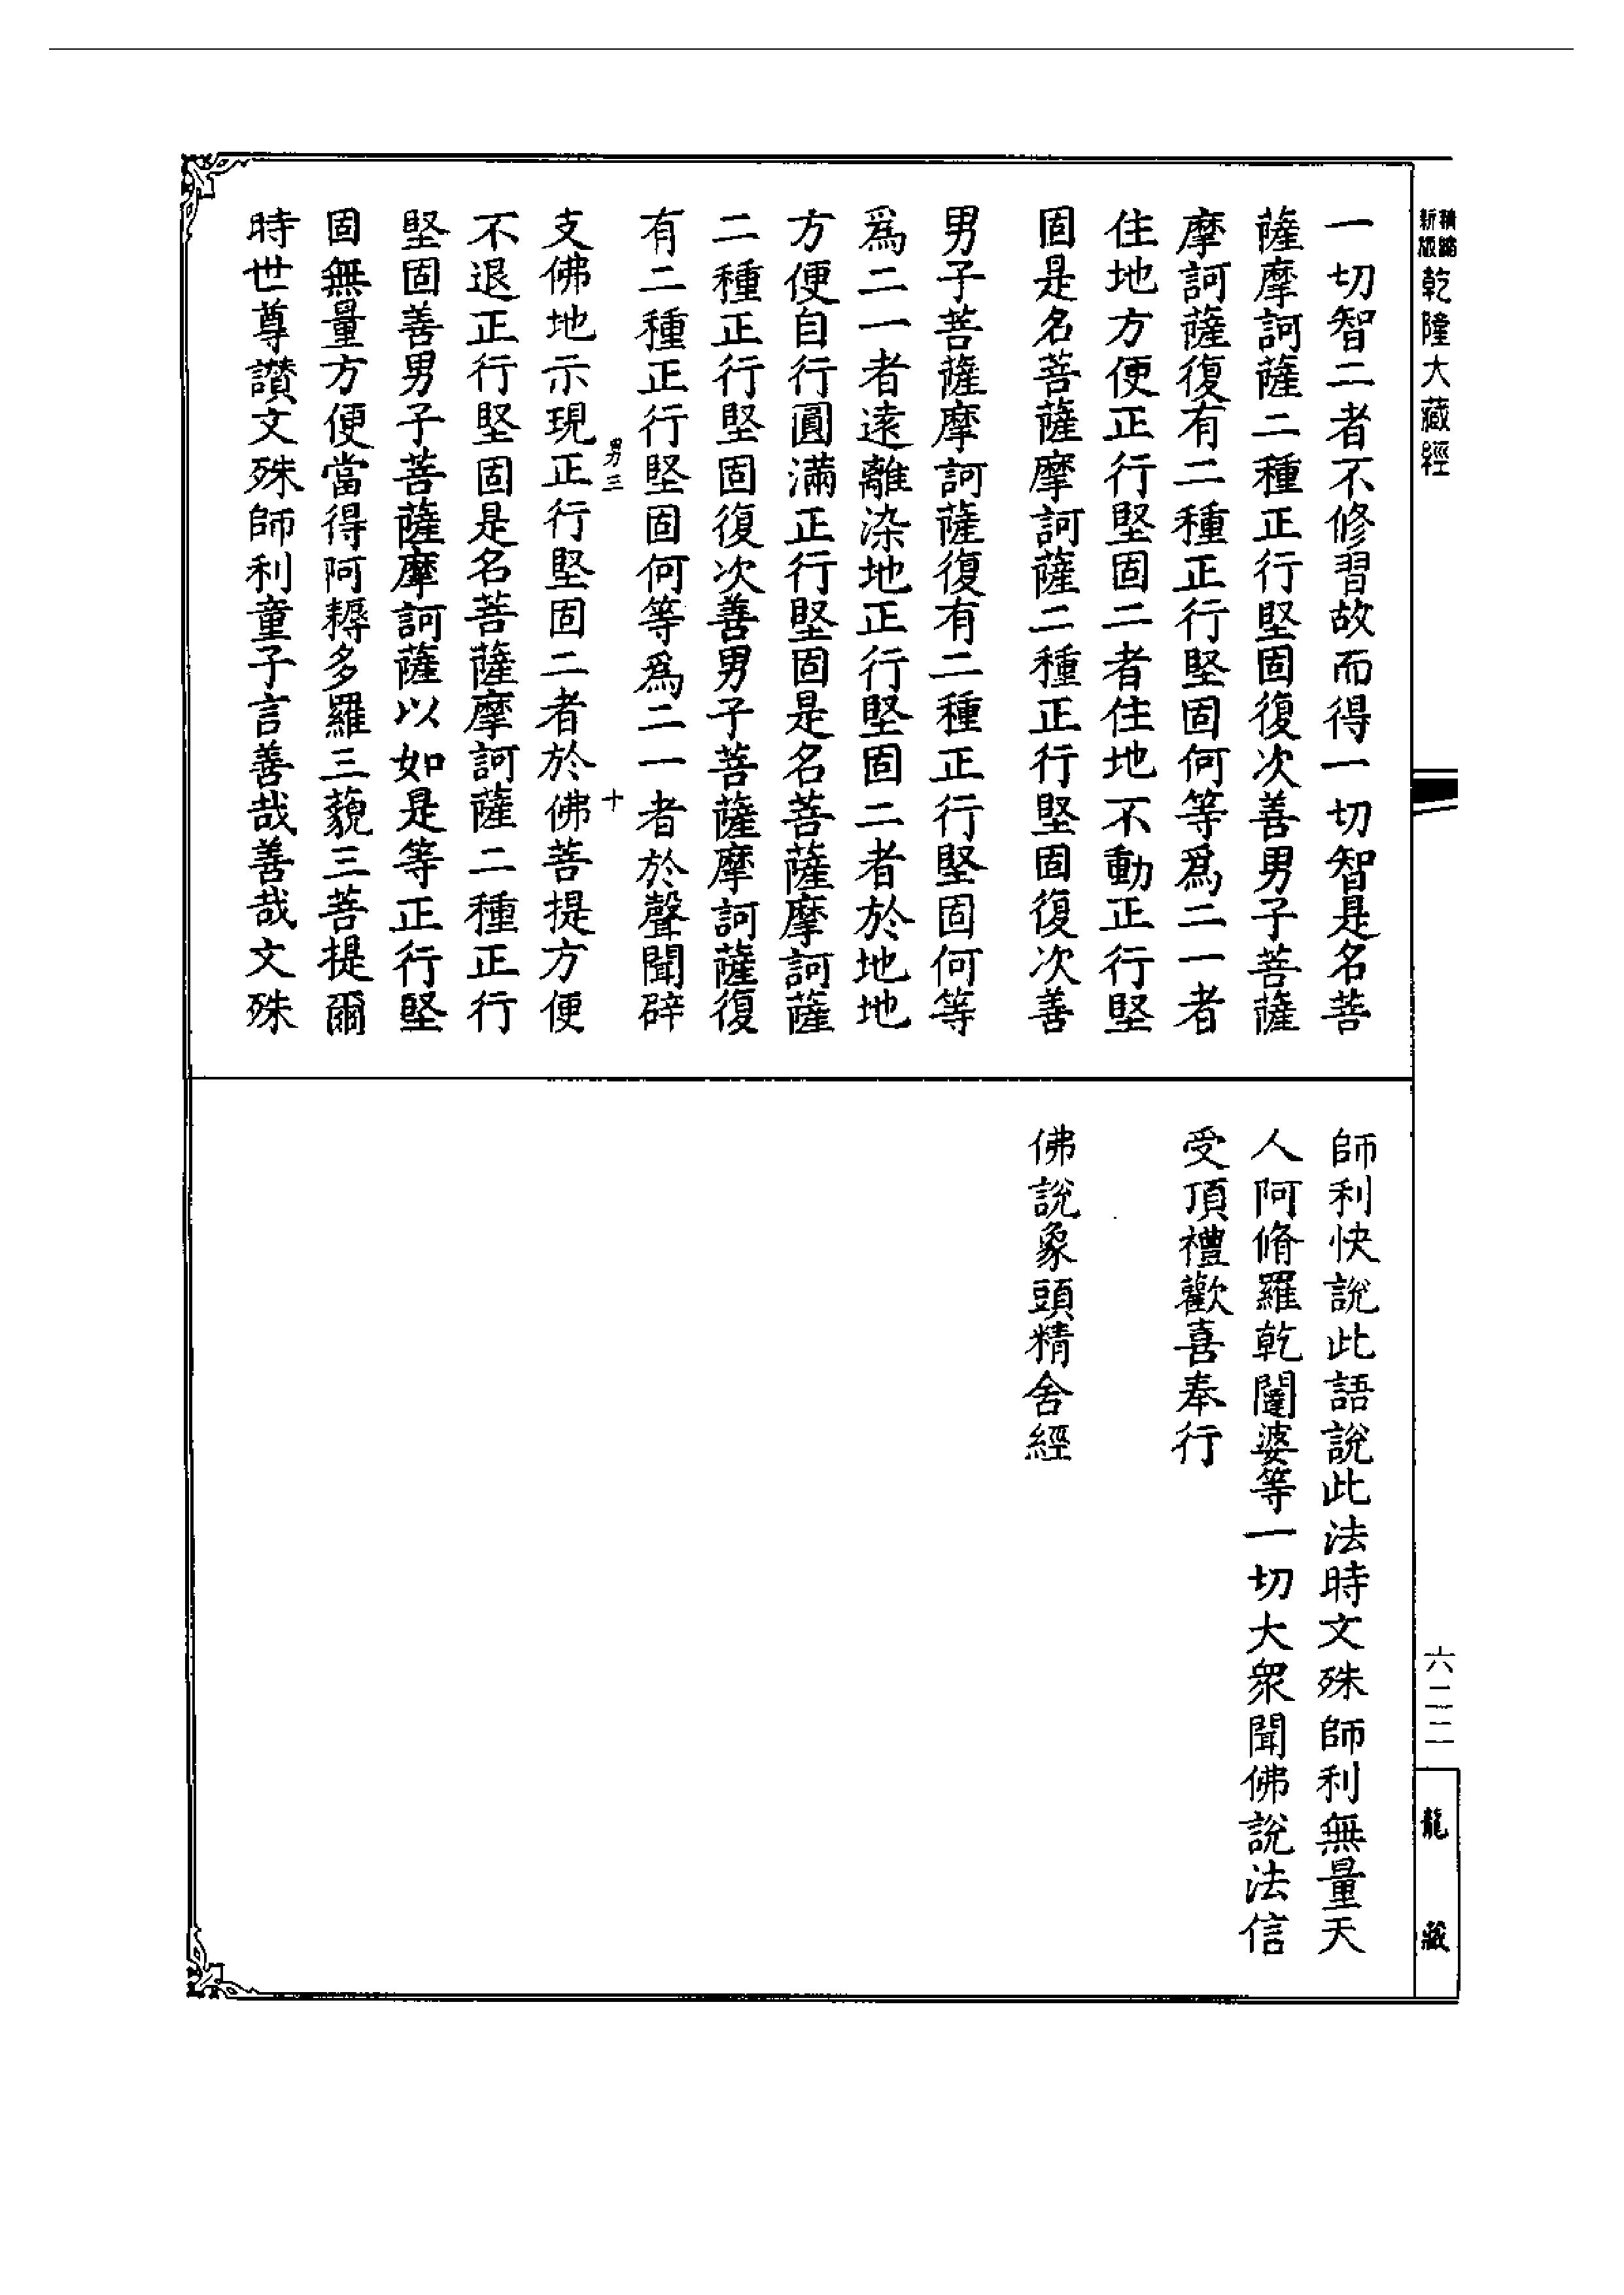 精縮新版乾隆大藏經
一切智二者不修習故而得一切智是名菩
薩摩訶薩二種正行堅固復次善男子菩薩
摩訶薩復有二種正行堅固何等爲二一者
住地方便正行堅固二者住地不動正行堅
固是名菩薩摩訶薩二種正行堅固復次善
男子菩薩摩訶薩復有二種正行堅固何等
爲二一者遠離染地正行堅固二者於地地
方便自行圓滿正行堅固是名菩薩摩訶薩
二種正行堅固復次善男子菩薩摩訶薩復
有二種正行堅固何等爲二一者於聲聞辟
男三 十
支佛地示現正行堅固二者於佛菩提方便
不退正行堅固是名菩薩摩訶薩二種正行
堅固善男子菩薩摩訶薩以如是等正行堅
固無量方便當得阿耨多羅三藐三菩提爾
時世尊讚文殊師利童子言善哉善哉文殊
師利快說此語說此法時文殊師利無量天
人阿脩羅乾闥婆等一切大眾聞佛說法信
受頂禮歡喜奉行
佛說象頭精舍經
六二二
龍藏